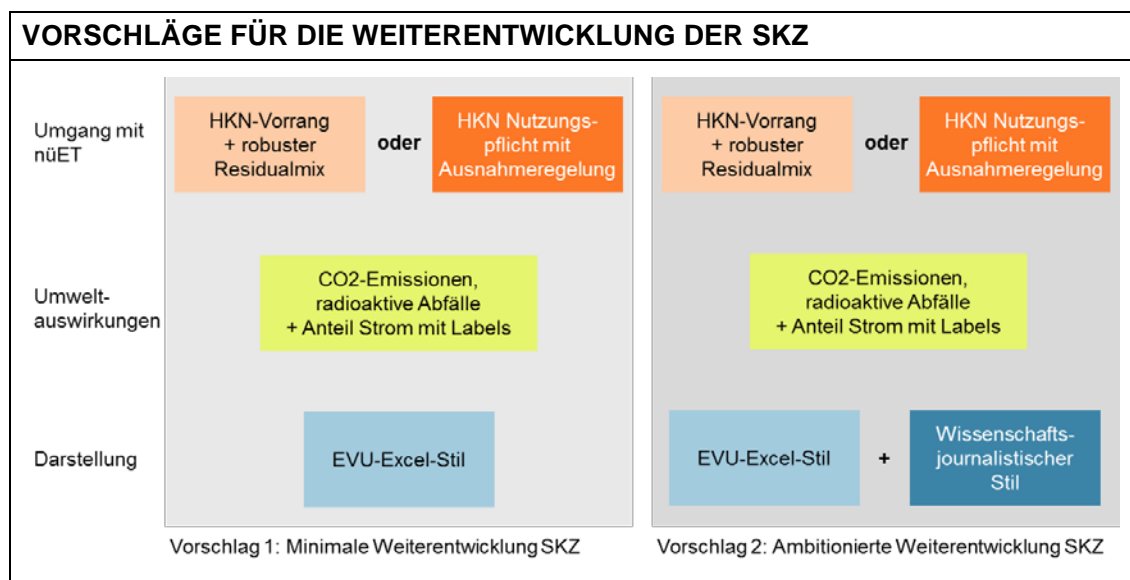 VORSCHLÄGE FÜR DIE WEITERENTWICKLUNG DER SKZ
Umgang mit
nüET
HKN-Vorrang
+ robuster
Residualmix
oder
HKN Nutzungs-
pflicht mit
Ausnahmeregelung
HKN-Vorrang
+ robuster
Residualmix
oder
HKN Nutzungs-
pflicht mit
Ausnahmeregelung
Umwelt-
auswirkungen
CO2-Emissionen,
radioaktive Abfälle
+ Anteil Strom mit Labels
CO2-Emissionen,
radioaktive Abfälle
+ Anteil Strom mit Labels
Darstellung
EVU-Excel-Stil
EVU-Excel-Stil
+
Wissenschafts-
journalistischer
Stil
Vorschlag 1: Minimale Weiterentwicklung SKZ
Vorschlag 2: Ambitionierte Weiterentwicklung SKZ